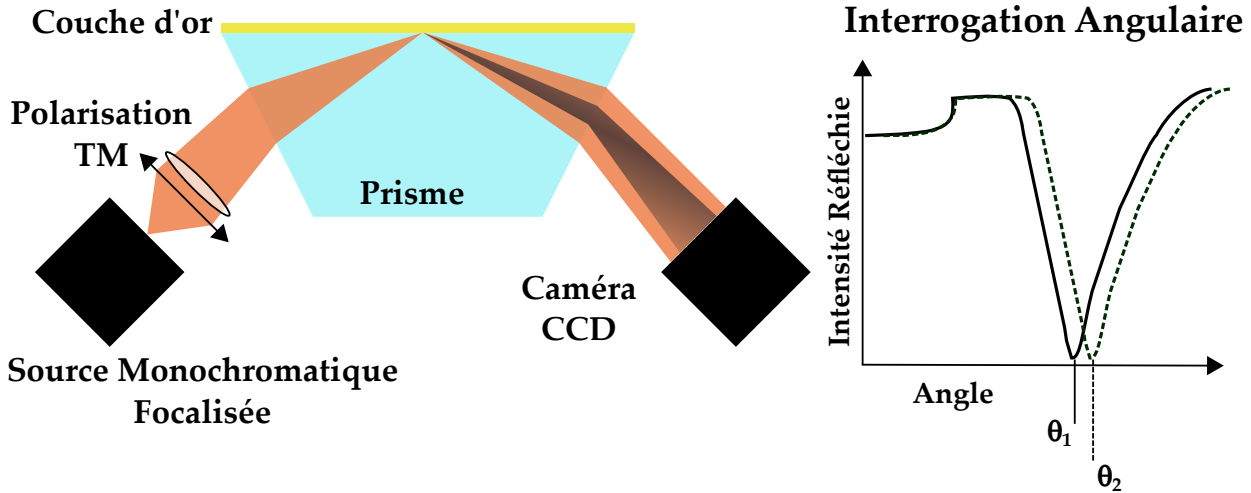 Couche d'or
Polarisation
TM
Prisme
Caméra
CCD
Source Monochromatique
Focalisée
Interrogation Angulaire
Intensité Réfléchie
Angle
θ₁
θ₂